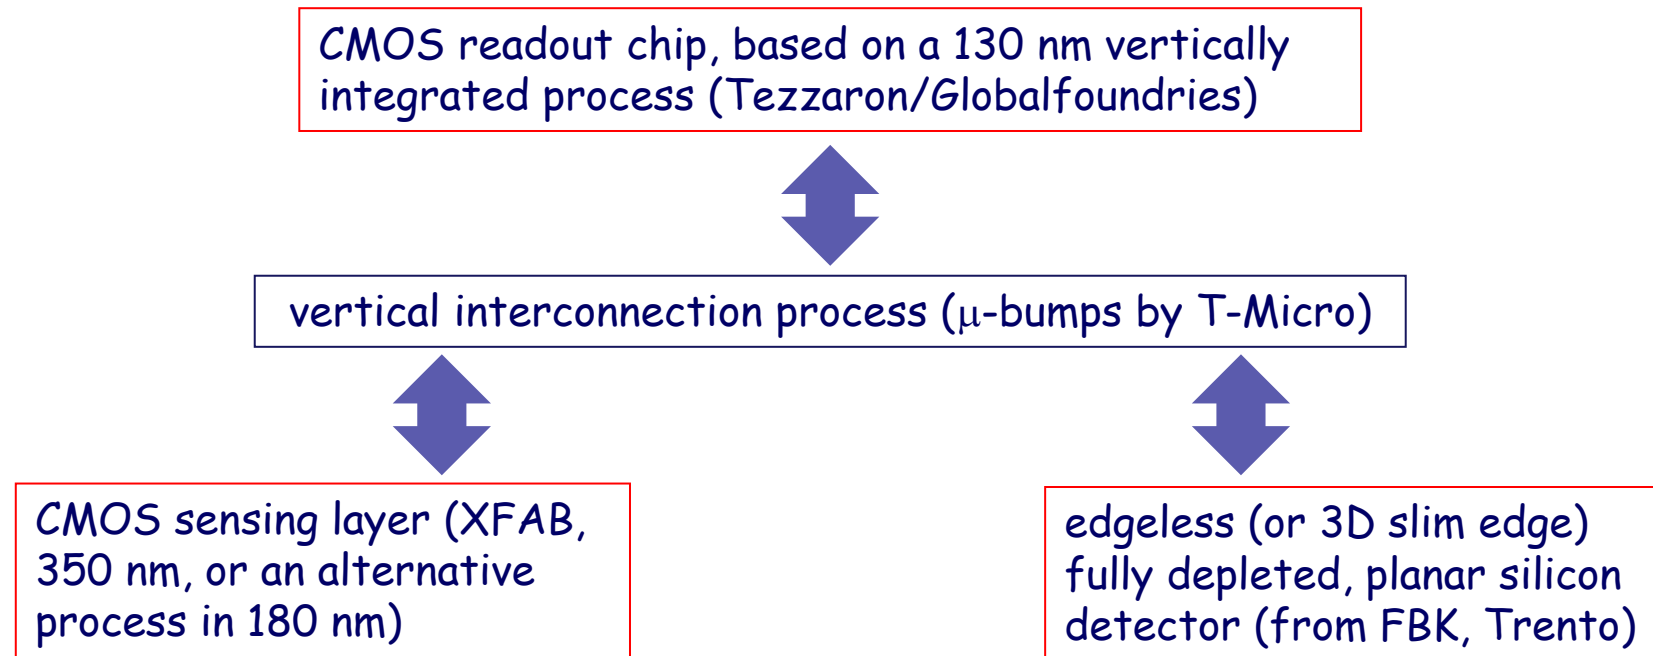 CMOS readout chip, based on a 130 nm vertically
integrated process (Tezzaron/Globalfoundries)
vertical interconnection process (μ-bumps by T-Micro)
CMOS sensing layer (XFAB,
350 nm, or an alternative
process in 180 nm)
edgeless (or 3D slim edge)
fully depleted, planar silicon
detector (from FBK, Trento)